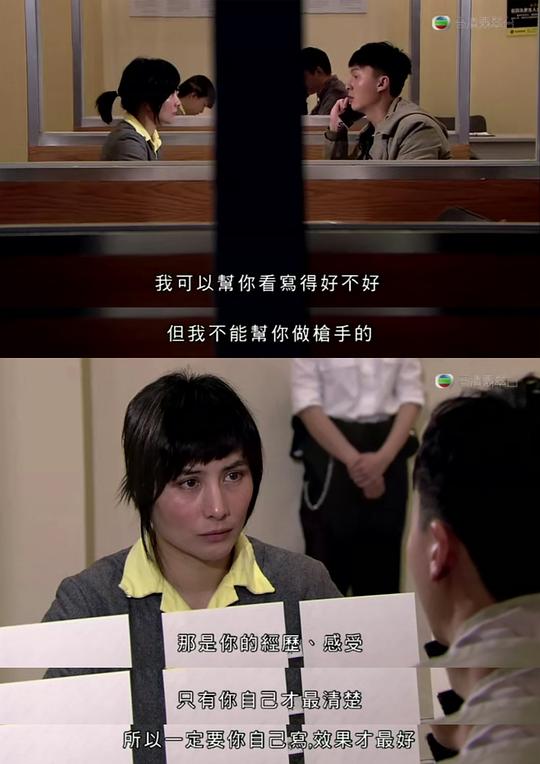 我可以幫你看寫得好不好
但我不能幫你做槍手的
那是你的經歷、感受
只有你自己才最清楚
所以一定要你自己寫,效果才最好